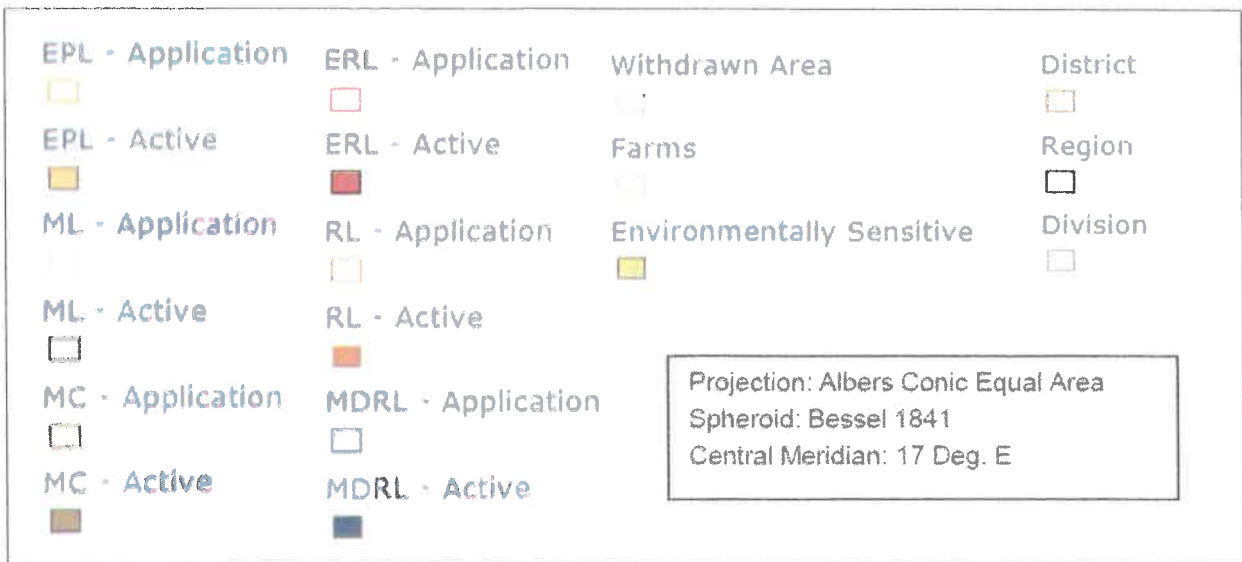 EPL - Application
EPL - Active
ML - Application
ML - Active
MC - Application
MC - Active
ERL - Application
ERL - Active
RL - Application
RL - Active
MDRL - Application
MDRL - Active
Withdrawn Area
Farms
Environmentally Sensitive
District
Region
Division
Projection: Albers Conic Equal Area
Spheroid: Bessel 1841
Central Meridian: 17 Deg. E